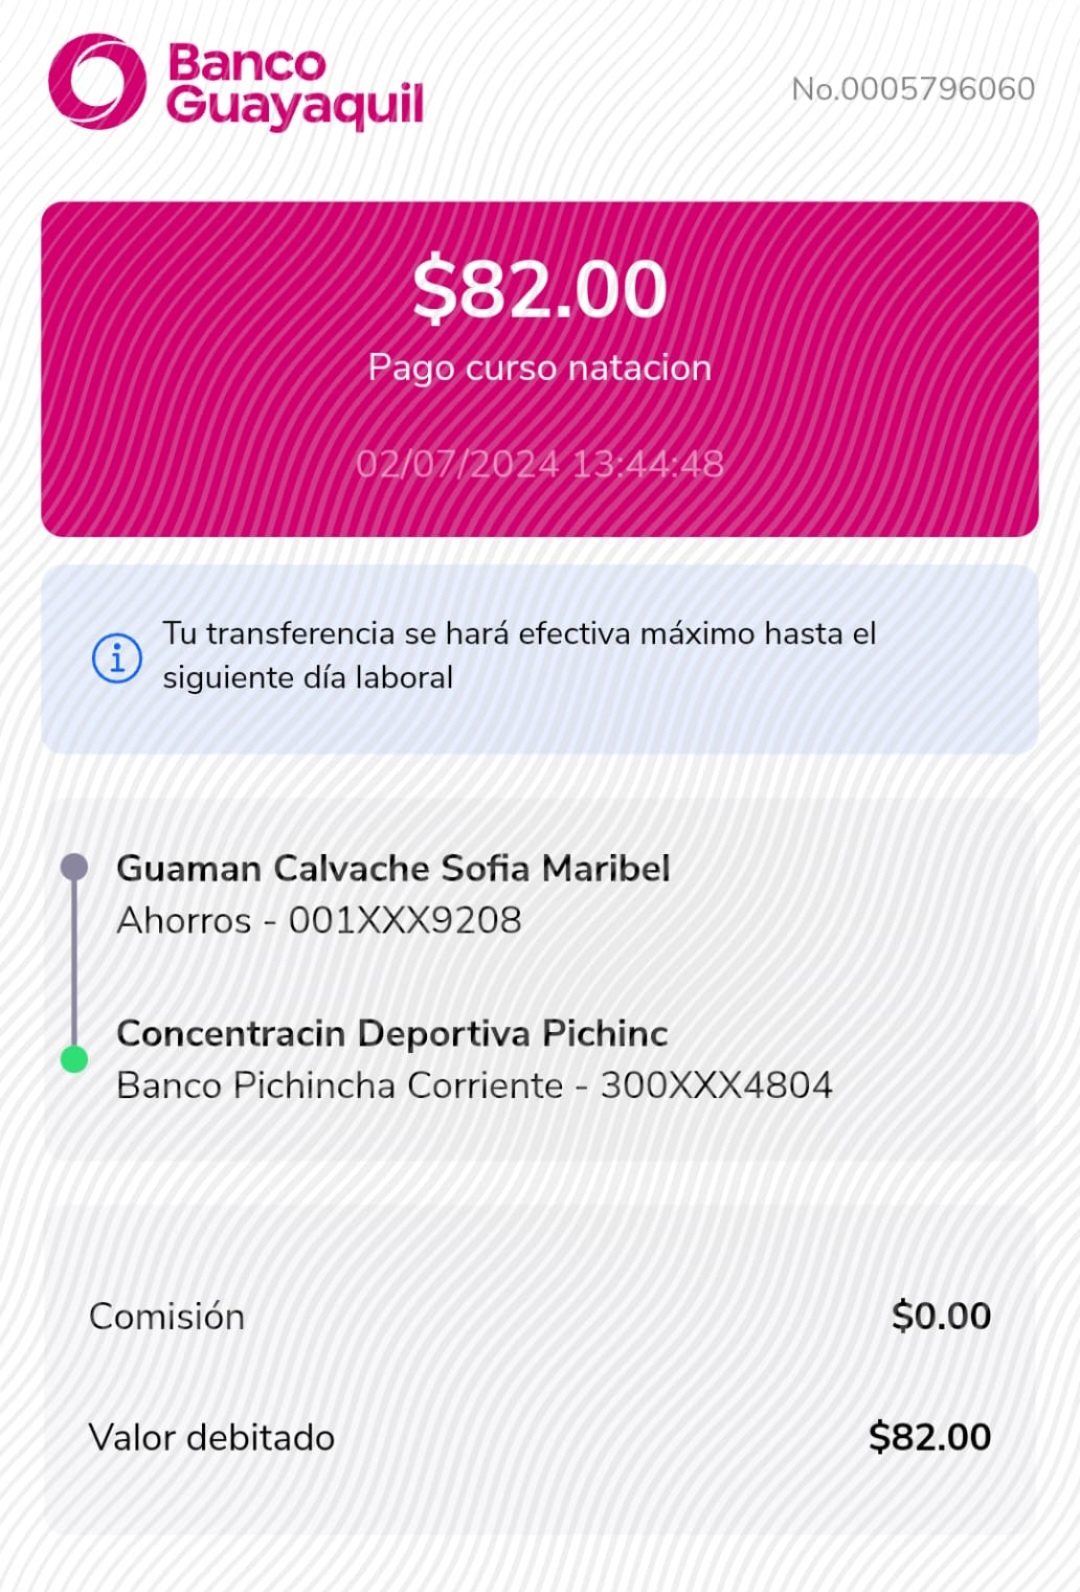 Banco
Guayaquil
No.0005796060
$82.00
Pago curso natacion
02/07/2024 13:44:48
Tu transferencia se hará efectiva máximo hasta el
siguiente día laboral
Guaman Calvache Sofia Maribel
Ahorros - 001XXX9208
Concentracin Deportiva Pichinc
Banco Pichincha Corriente - 300XXX4804
Comisión $0.00
Valor debitado $82.00